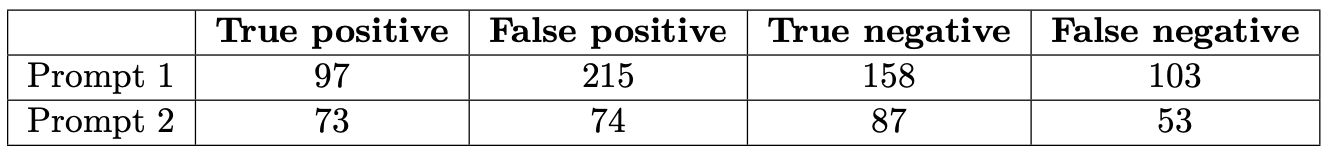 True positive False positive True negative False negative
Prompt 1 97 215 158 103
Prompt 2 73 74 87 53